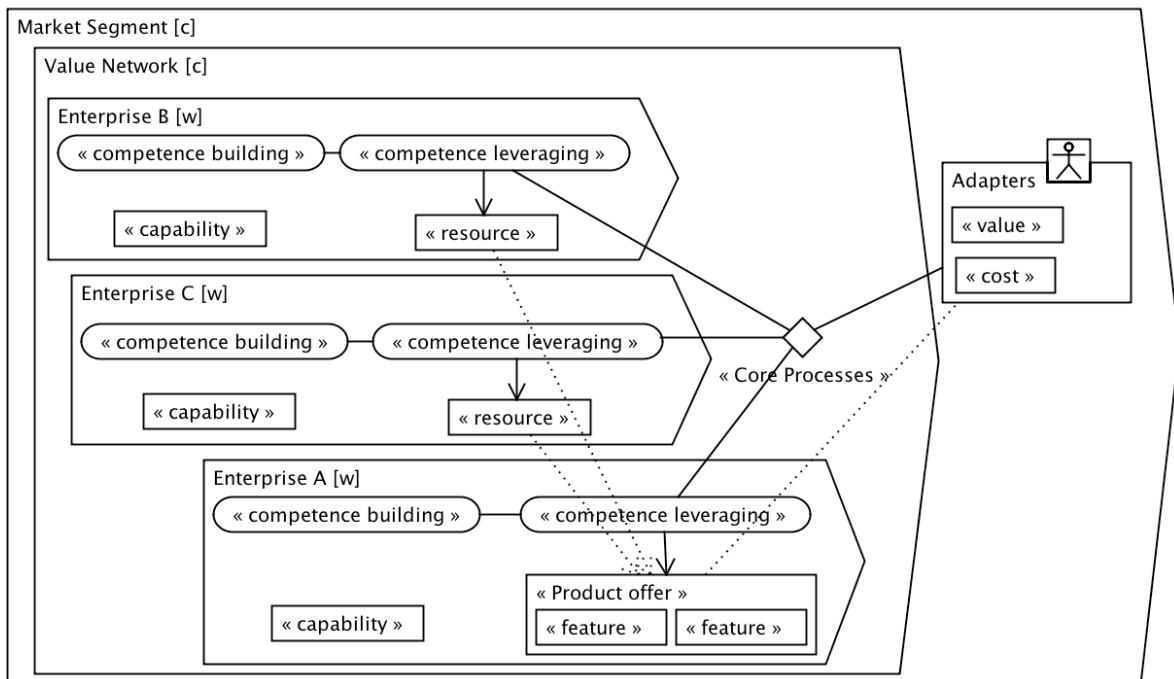 Market Segment [c]
Value Network [c]
Enterprise B [w]
« competence building »
« competence leveraging »
« capability »
« resource »
Enterprise C [w]
« competence building »
« competence leveraging »
« capability »
« resource »
Enterprise A [w]
« competence building »
« competence leveraging »
« capability »
« Product offer »
« feature »
« feature »
« Core Processes »
Adapters
« value »
« cost »